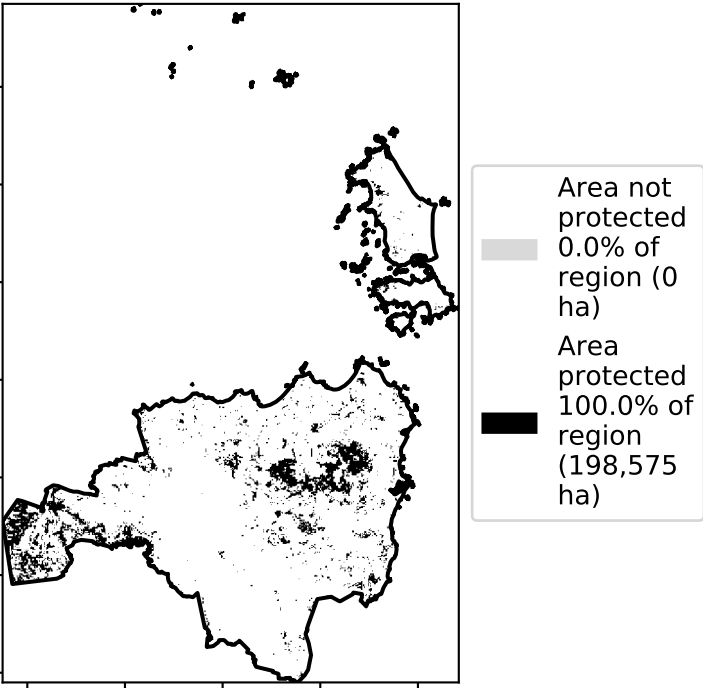 Area not
protected
0.0% of
region (0
ha)
Area
protected
100.0% of
region
(198,575
ha)